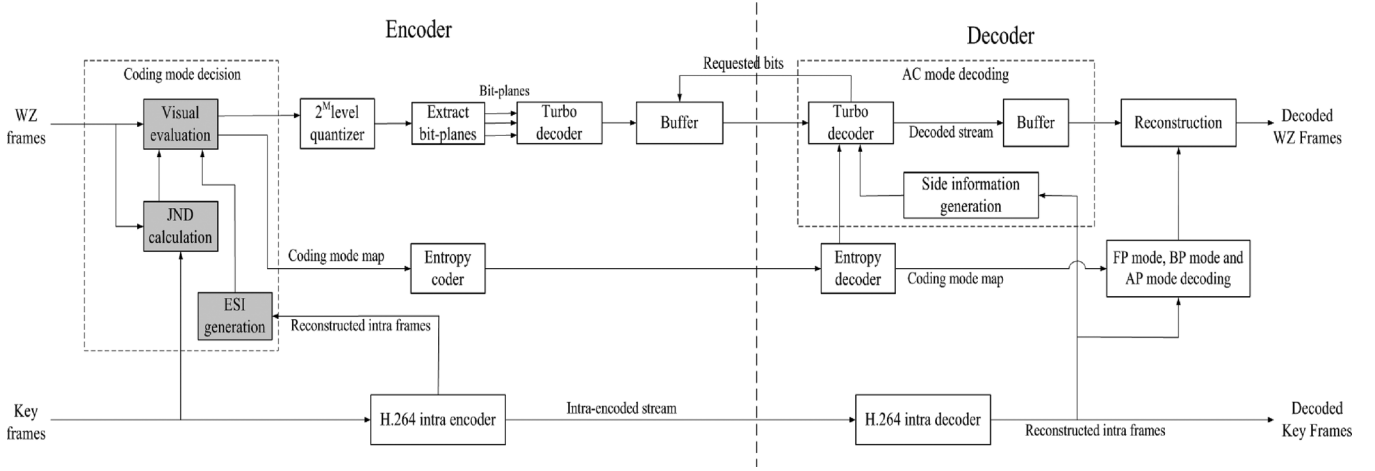 Encoder
Decoder
Coding mode decision
Requested bits
AC mode decoding
WZ
frames
Visual
evaluation
2^M level
quantizer
Extract
bit-planes
Bit-planes
Turbo
decoder
Buffer
Turbo
decoder
Decoded stream
Buffer
Reconstruction
Decoded
WZ Frames
Side information
generation
JND
calculation
Coding mode map
Entropy
coder
Entropy
decoder
Coding mode map
FP mode, BP mode and
AP mode decoding
ESI
generation
Reconstructed intra frames
Key
frames
H.264 intra encoder
Intra-encoded stream
H.264 intra decoder
Reconstructed intra frames
Decoded
Key Frames